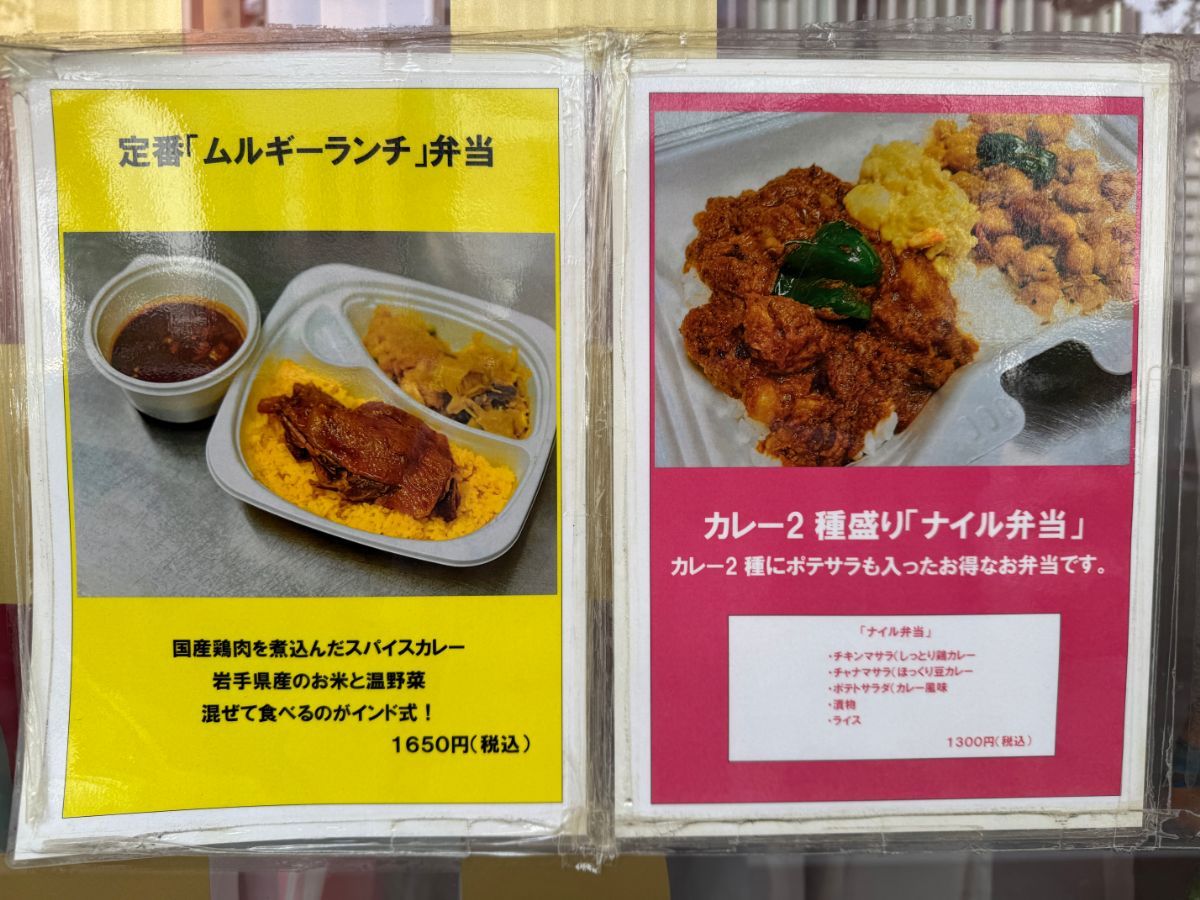 定番「ムルギーランチ」弁当
国産鶏肉を煮込んだスパイスカレー
岩手県産のお米と温野菜
混ぜて食べるのがインド式！
1650円（税込）
カレー2 種盛り「ナイル弁当」
カレー2 種にポテサラも入ったお得なお弁当です。
「ナイル弁当」
・チキンマサラ（しっとり鶏カレー
・チャナマサラ（ほっくり豆カレー
・ポテトサラダ（カレー風味
・漬物
・ライス
1300円（税込）